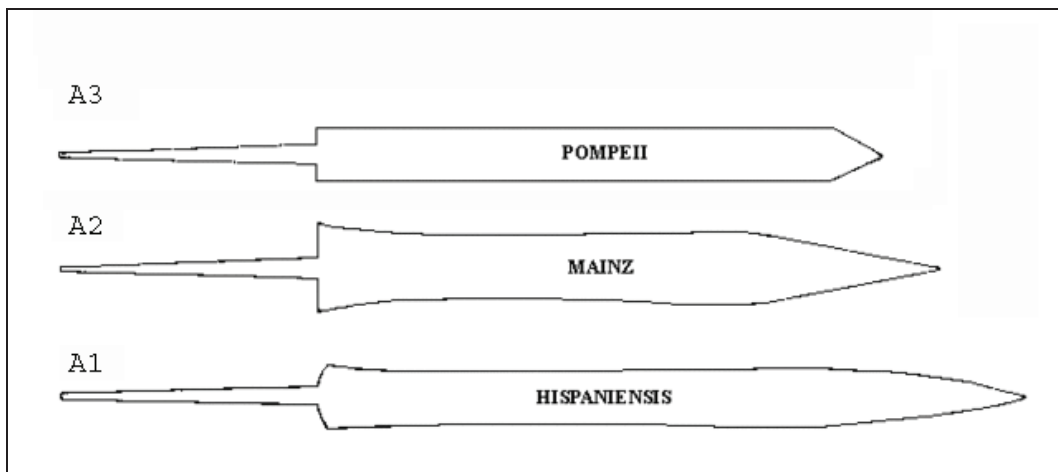 A3
POMPEII
A2
MAINZ
A1
HISPANIENSIS